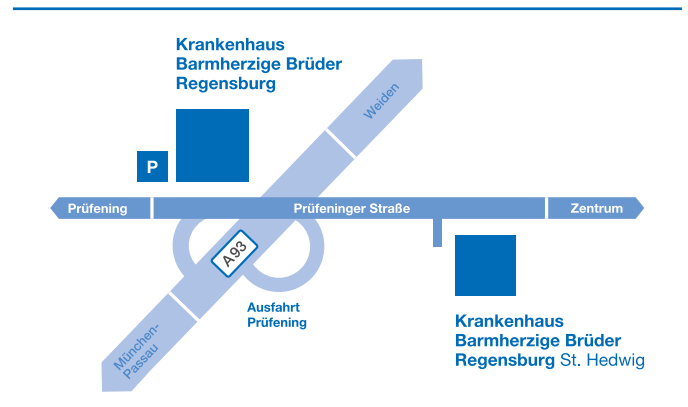 Krankenhaus
Barmherzige Brüder
Regensburg
Weiden
P
Prüfening
Prüfeninger Straße
Zentrum
A93
Ausfahrt
Prüfening
München-
Passau
Krankenhaus
Barmherzige Brüder
Regensburg St. Hedwig